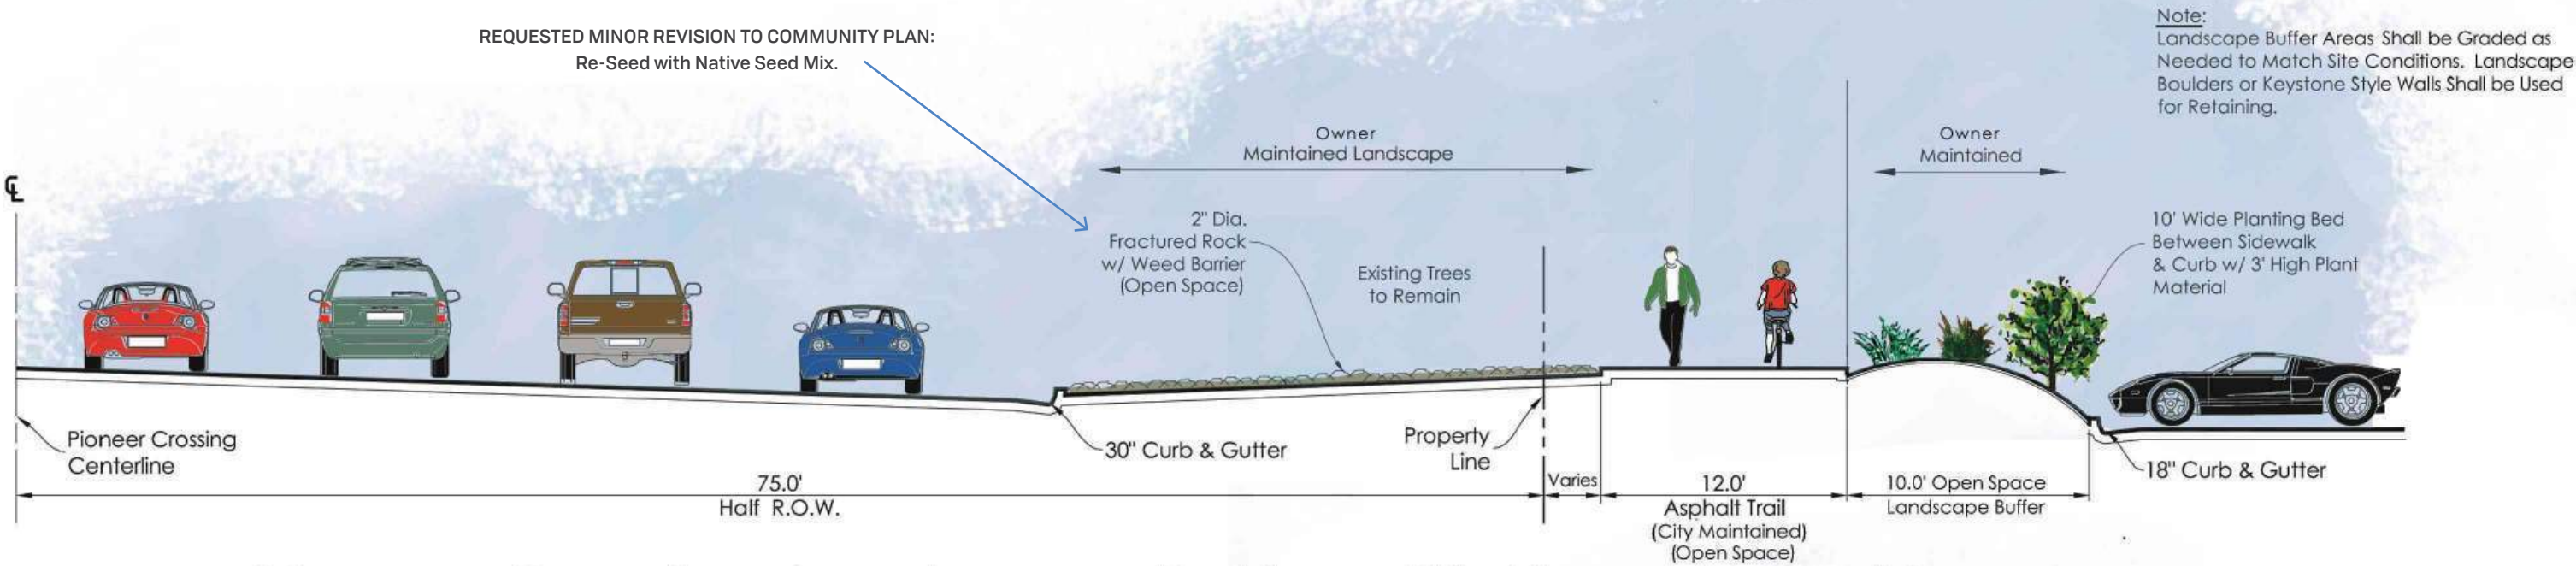 REQUESTED MINOR REVISION TO COMMUNITY PLAN:
Re-Seed with Native Seed Mix.
Note:
Landscape Buffer Areas Shall be Graded as
Needed to Match Site Conditions. Landscape
Boulders or Keystone Style Walls Shall be Used
for Retaining.
Owner
Maintained Landscape
Owner
Maintained
℄
2" Dia.
Fractured Rock
w/ Weed Barrier
(Open Space)
Existing Trees
to Remain
10' Wide Planting Bed
Between Sidewalk
& Curb w/ 3' High Plant
Material
Pioneer Crossing
Centerline
30" Curb & Gutter
Property
Line
18" Curb & Gutter
75.0'
Half R.O.W.
Varies
12.0'
Asphalt Trail
(City Maintained)
(Open Space)
10.0' Open Space
Landscape Buffer